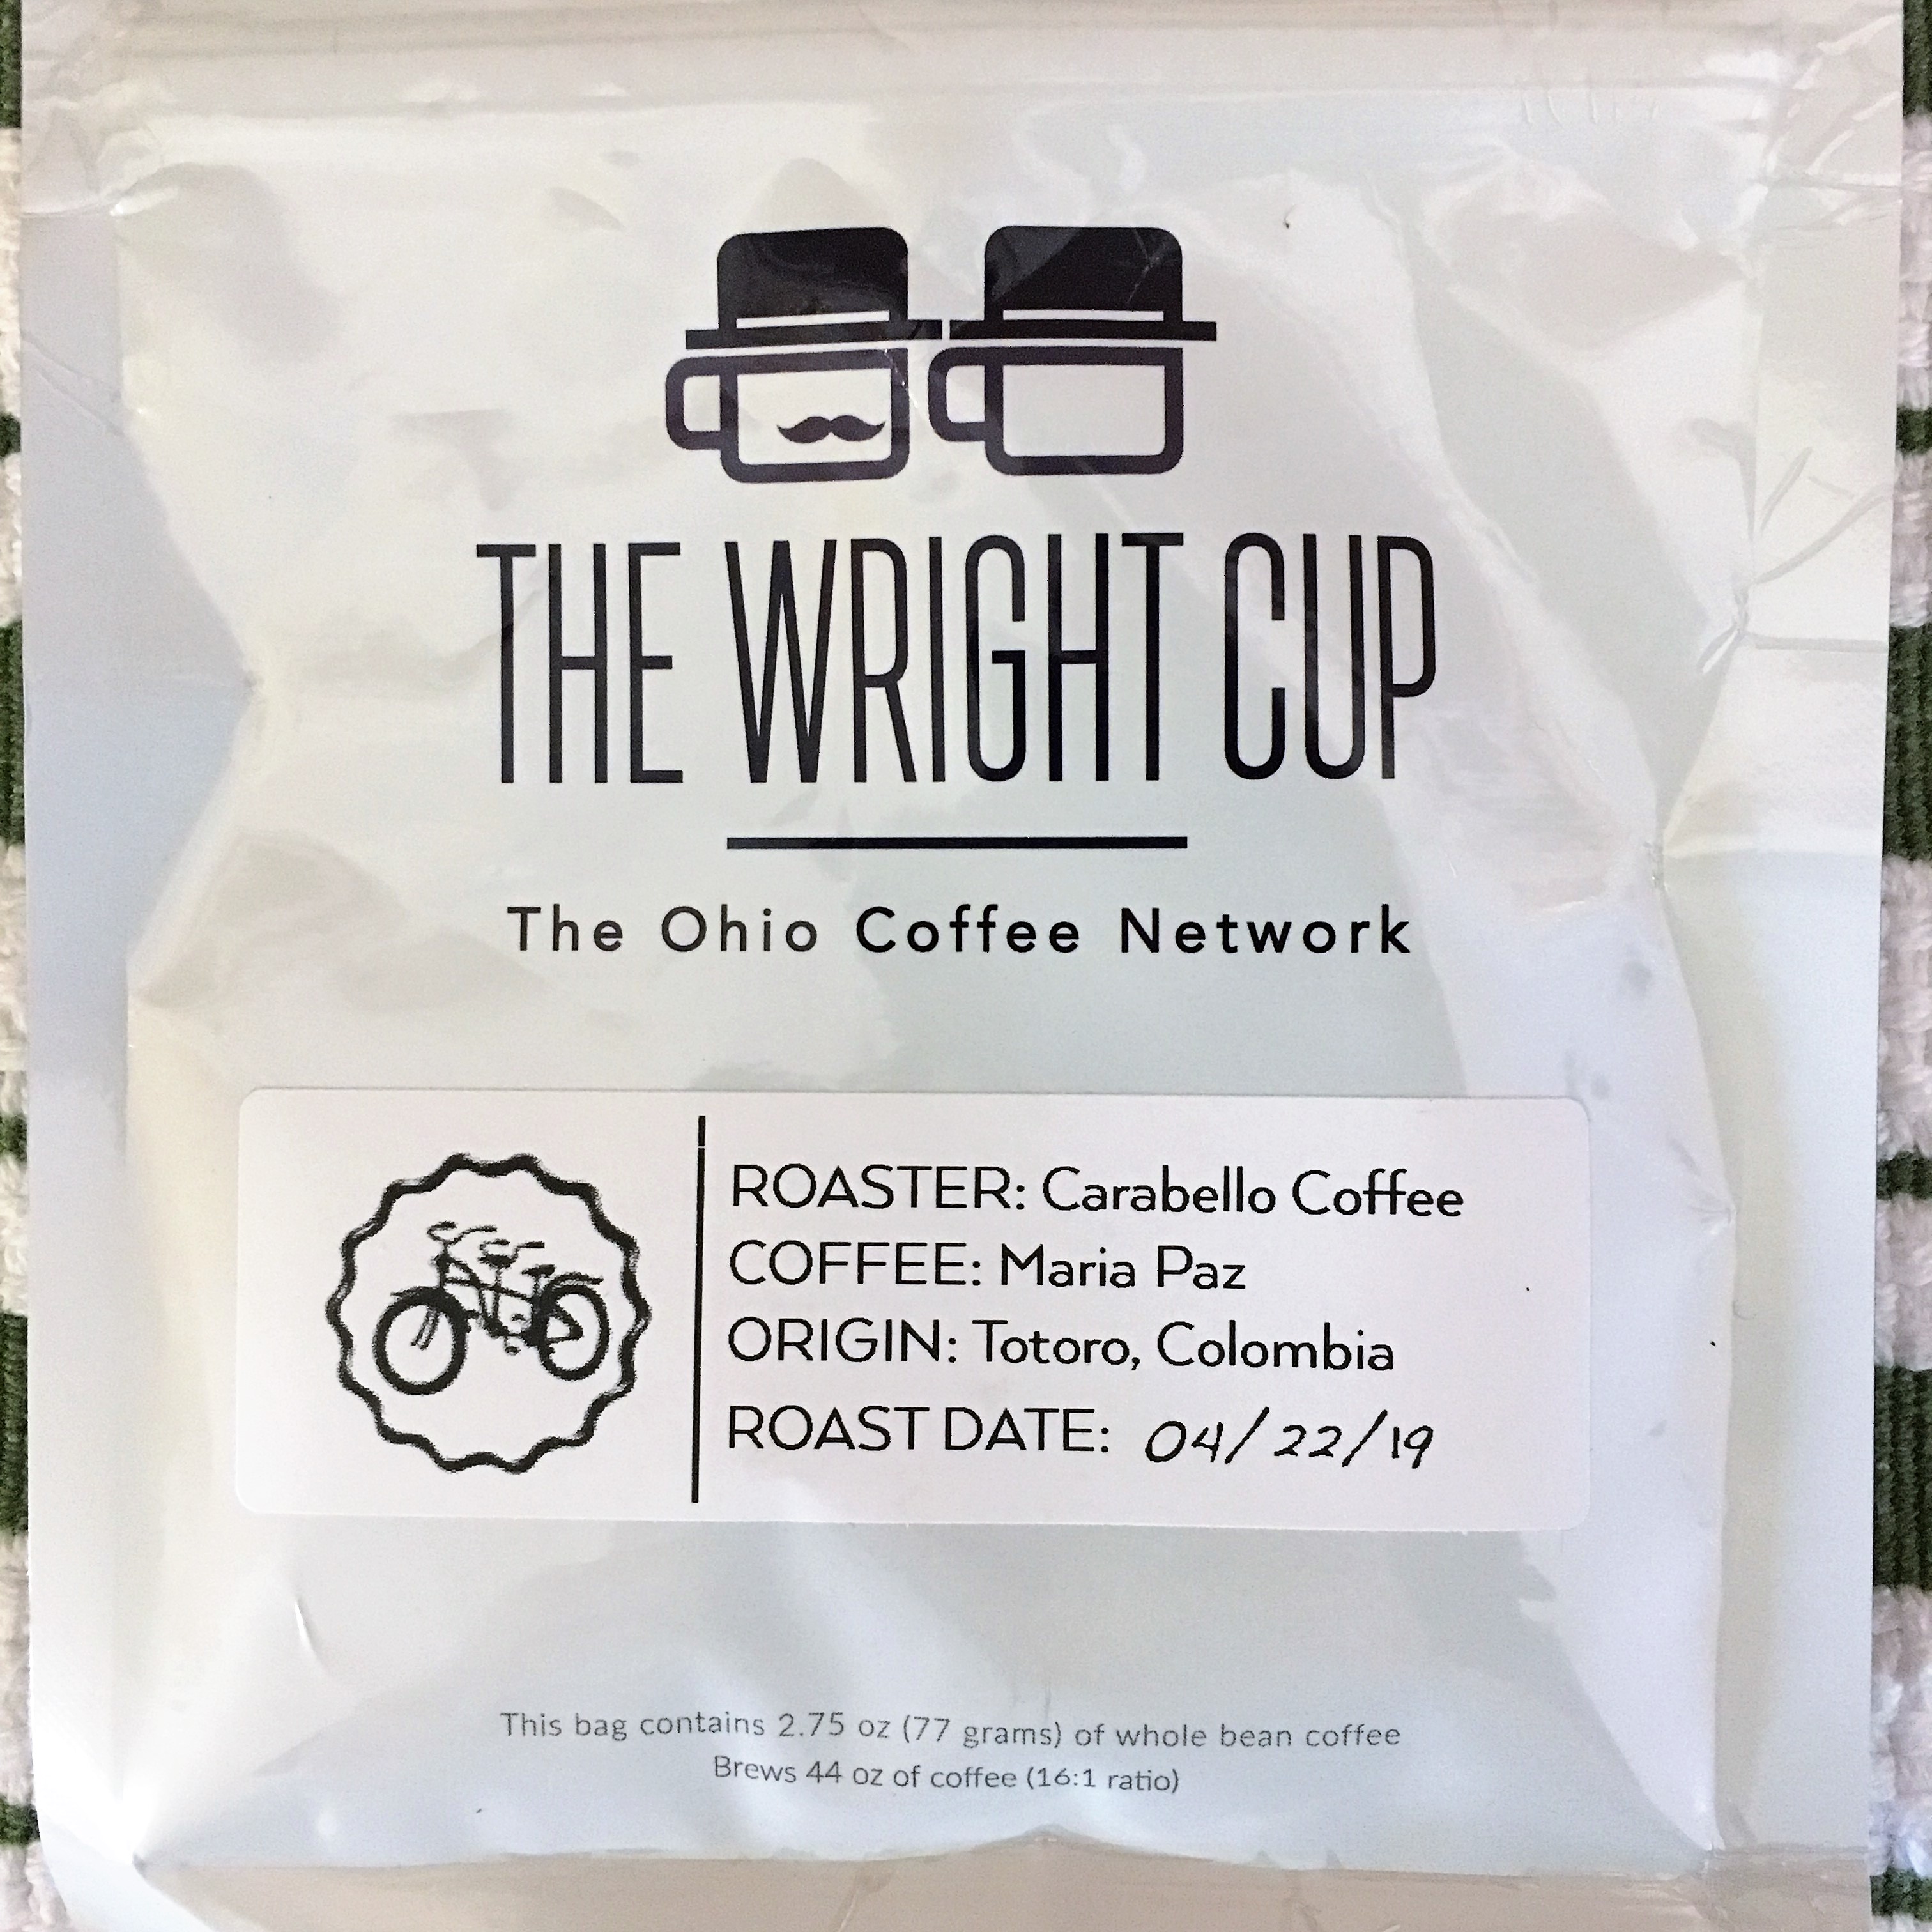 THE WRIGHT CUP
The Ohio Coffee Network
ROASTER: Carabello Coffee
COFFEE: Maria Paz
ORIGIN: Totoro, Colombia
ROAST DATE: 04/22/19
This bag contains 2.75 oz (77 grams) of whole bean coffee
Brews 44 oz of coffee (16:1 ratio)